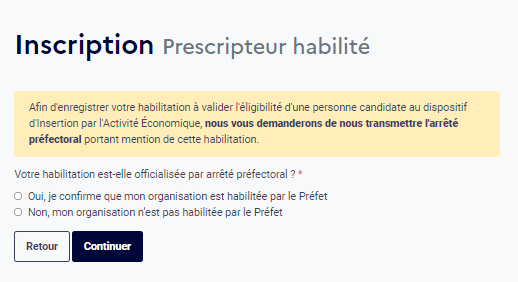 Inscription Prescripteur habilité
Afin d'enregistrer votre habilitation à valider l'éligibilité d'une personne candidate au dispositif
d'Insertion par l'Activité Économique, nous vous demanderons de nous transmettre l'arrêté
préfectoral portant mention de cette habilitation.
Votre habilitation est-elle officialisée par arrêté préfectoral ? *
Oui, je confirme que mon organisation est habilitée par le Préfet
Non, mon organisation n'est pas habilitée par le Préfet
Retour Continuer